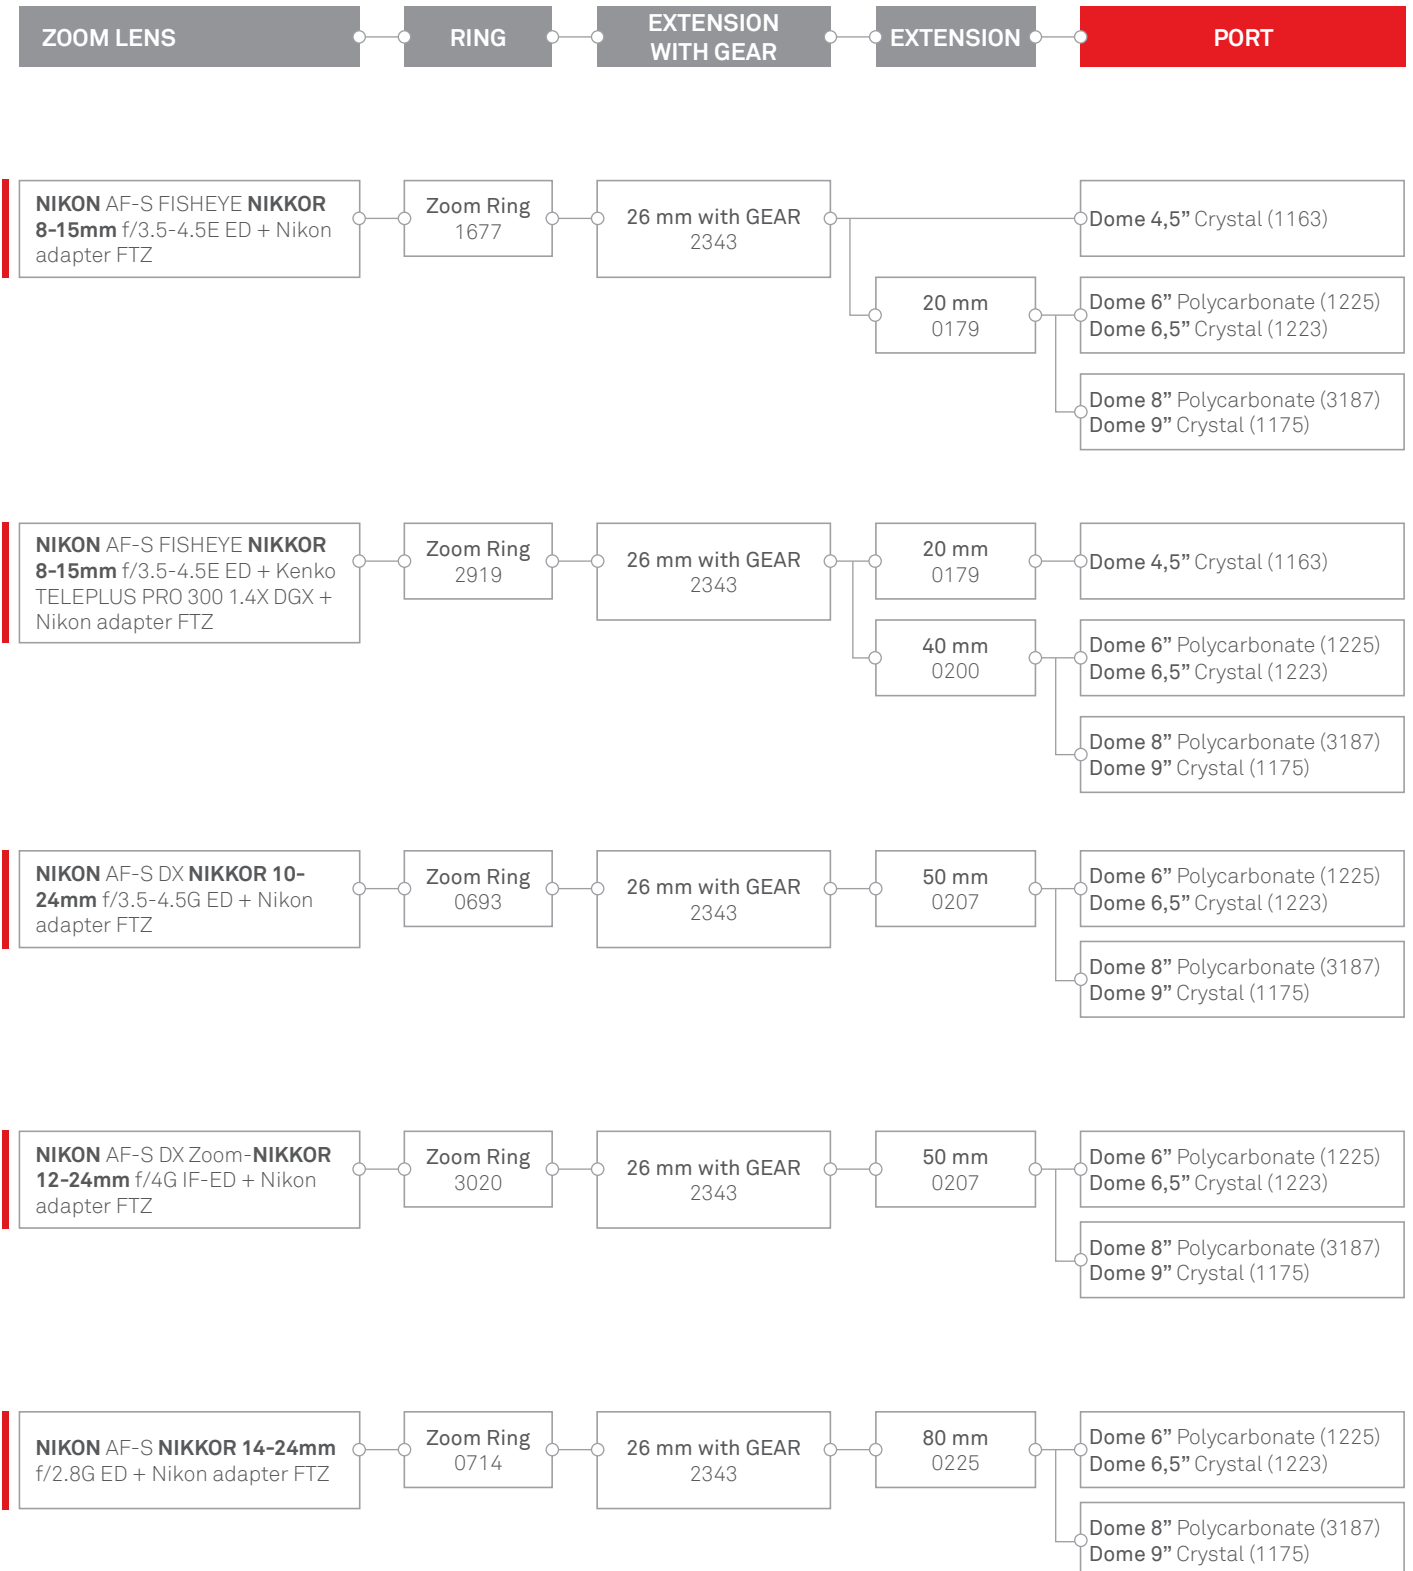 ZOOM LENS
RING
EXTENSION
WITH GEAR
EXTENSION
PORT
NIKON AF-S FISHEYE NIKKOR
8-15mm f/3.5-4.5E ED + Nikon
adapter FTZ
Zoom Ring
1677
26 mm with GEAR
2343
Dome 4,5” Crystal (1163)
20 mm
0179
Dome 6” Polycarbonate (1225)
Dome 6,5” Crystal (1223)
Dome 8” Polycarbonate (3187)
Dome 9” Crystal (1175)
NIKON AF-S FISHEYE NIKKOR
8-15mm f/3.5-4.5E ED + Kenko
TELEPLUS PRO 300 1.4X DGX +
Nikon adapter FTZ
Zoom Ring
2919
26 mm with GEAR
2343
20 mm
0179
Dome 4,5” Crystal (1163)
40 mm
0200
Dome 6” Polycarbonate (1225)
Dome 6,5” Crystal (1223)
Dome 8” Polycarbonate (3187)
Dome 9” Crystal (1175)
NIKON AF-S DX NIKKOR 10-
24mm f/3.5-4.5G ED + Nikon
adapter FTZ
Zoom Ring
0693
26 mm with GEAR
2343
50 mm
0207
Dome 6” Polycarbonate (1225)
Dome 6,5” Crystal (1223)
Dome 8” Polycarbonate (3187)
Dome 9” Crystal (1175)
NIKON AF-S DX Zoom-NIKKOR
12-24mm f/4G IF-ED + Nikon
adapter FTZ
Zoom Ring
3020
26 mm with GEAR
2343
50 mm
0207
Dome 6” Polycarbonate (1225)
Dome 6,5” Crystal (1223)
Dome 8” Polycarbonate (3187)
Dome 9” Crystal (1175)
NIKON AF-S NIKKOR 14-24mm
f/2.8G ED + Nikon adapter FTZ
Zoom Ring
0714
26 mm with GEAR
2343
80 mm
0225
Dome 6” Polycarbonate (1225)
Dome 6,5” Crystal (1223)
Dome 8” Polycarbonate (3187)
Dome 9” Crystal (1175)